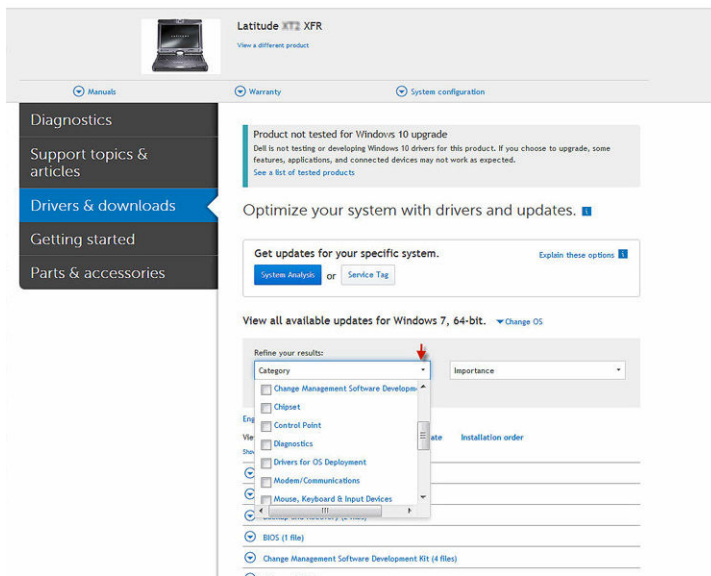 Latitude XT2 XFR
View a different product
Manuals
Warranty
System configuration
Diagnostics
Support topics &
articles
Drivers & downloads
Getting started
Parts & accessories
Product not tested for Windows 10 upgrade
Dell is not testing or developing Windows 10 drivers for this product. If you choose to upgrade, some
features, applications, and connected devices may not work as expected.
See a list of tested products
Optimize your system with drivers and updates.
Get updates for your specific system.
Explain these options
System Analysis or Service Tag
View all available updates for Windows 7, 64-bit. Change OS
Refine your results:
Category
Importance
Change Management Software Developme
Chipset
Control Point
Diagnostics
Drivers for OS Deployment
Modem/Communications
Mouse, Keyboard & Input Devices
Installation order
BIOS (1 file)
Change Management Software Development Kit (4 files)